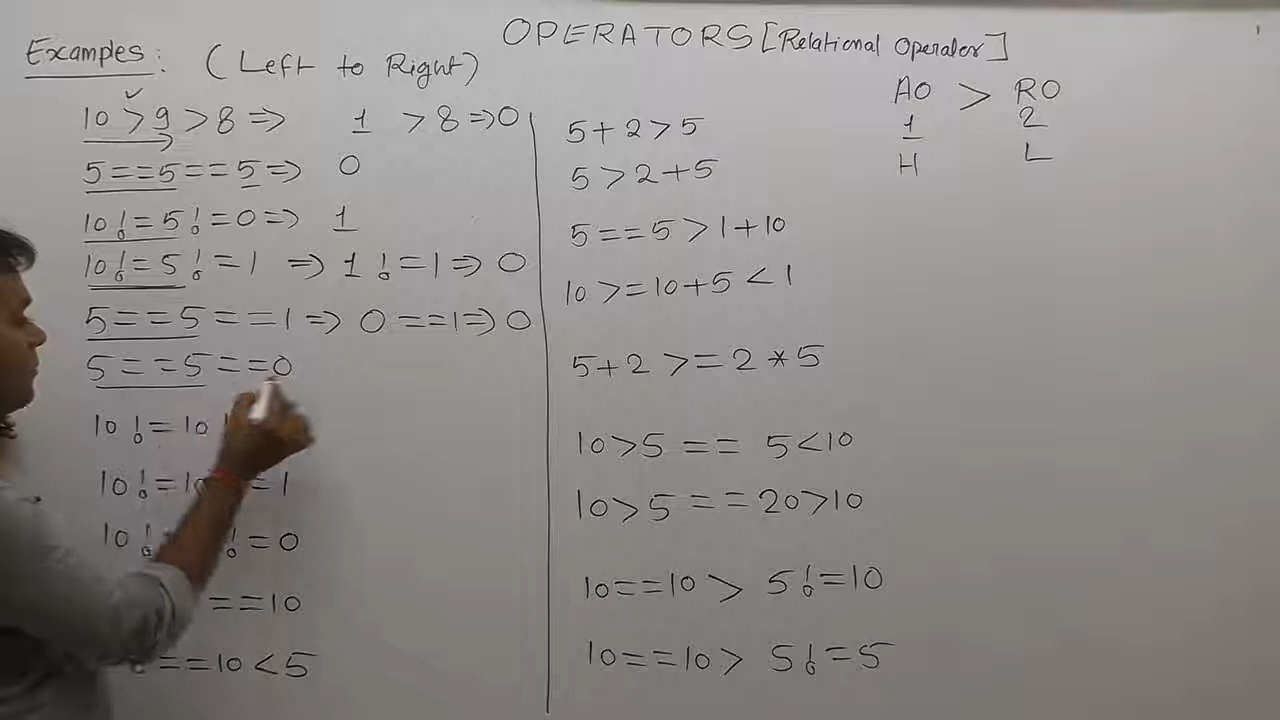 OPERATORS [Relational Operator]
Examples: (Left to Right)
10 > 9 > 8 => 1 > 8 => 0
5==5==5=> 0
10!=5!=0=> 1
10!=5!=1 => 1!=1=> 0
5==5==1=> 0==1=> 0
5==5==0
10!=10
10!= =1
10! !=0
==10
==10<5
5+2>5
5>2+5
5==5>1+10
10>=10+5<1
5+2>=2*5
10>5 == 5<10
10>5==20>10
10==10> 5!=10
10==10> 5!=5
AO > RO
1 2
H L